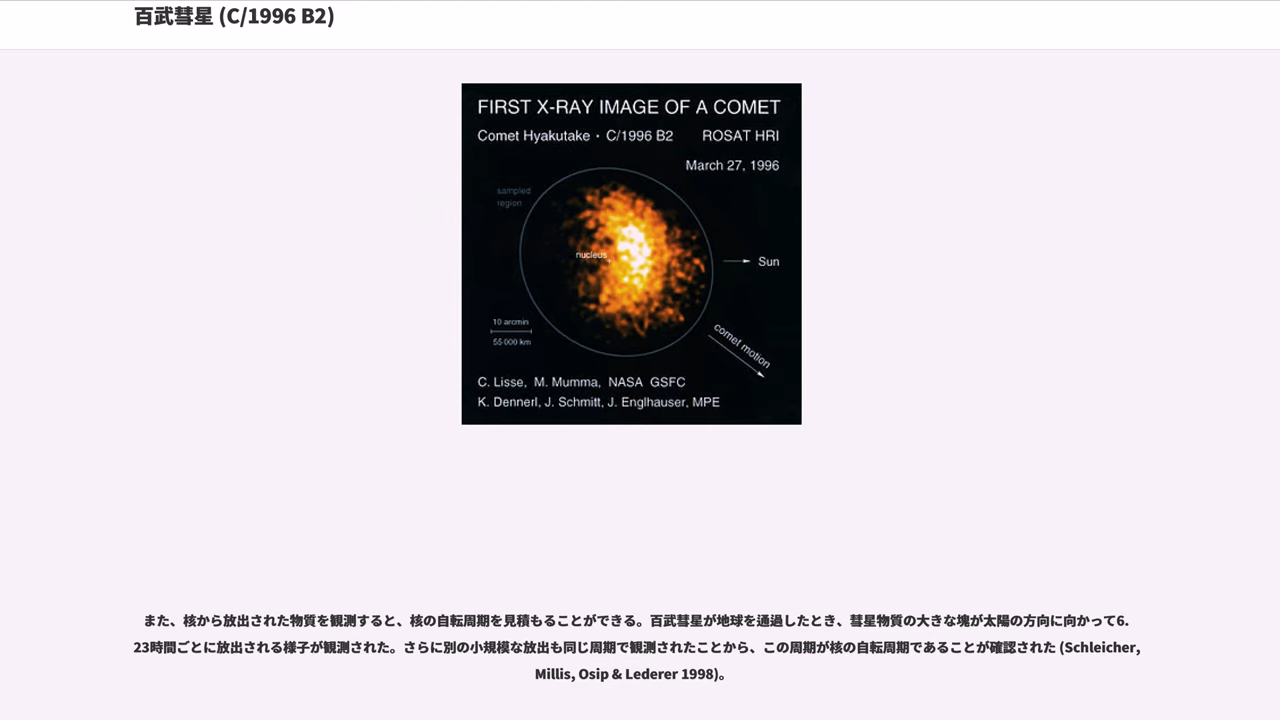 百武彗星 (C/1996 B2)
FIRST X-RAY IMAGE OF A COMET
Comet Hyakutake · C/1996 B2 ROSAT HRI
March 27, 1996
sampled
region
nucleus
Sun
10 arcmin
55 000 km
comet motion
C. Lisse, M. Mumma, NASA GSFC
K. Dennerl, J. Schmitt, J. Englhauser, MPE
また、核から放出された物質を観測すると、核の自転周期を見積もることができる。百武彗星が地球を通過したとき、彗星物質の大きな塊が太陽の方向に向かって6.
23時間ごとに放出される様子が観測された。さらに別の小規模な放出も同じ周期で観測されたことから、この周期が核の自転周期であることが確認された (Schleicher,
Millis, Osip & Lederer 1998)。